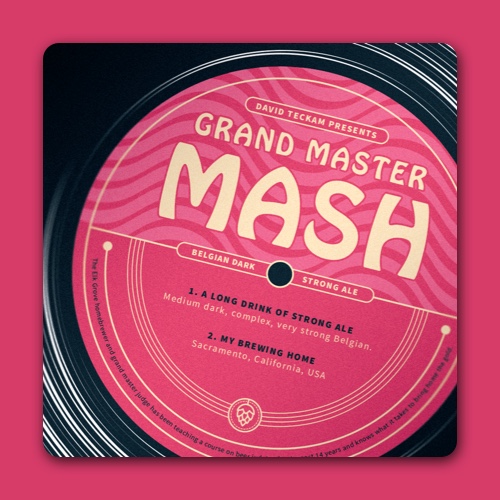 DAVID TECKAM PRESENTS
GRAND MASTER
MASH
BELGIAN DARK STRONG ALE
1. A LONG DRINK OF STRONG ALE
Medium dark, complex, very strong Belgian.
2. MY BREWING HOME
Sacramento, California, USA
The Elk Grove homebrewer and grand master judge has been teaching a course on beer 14 years and knows what it takes to bring home the gold.